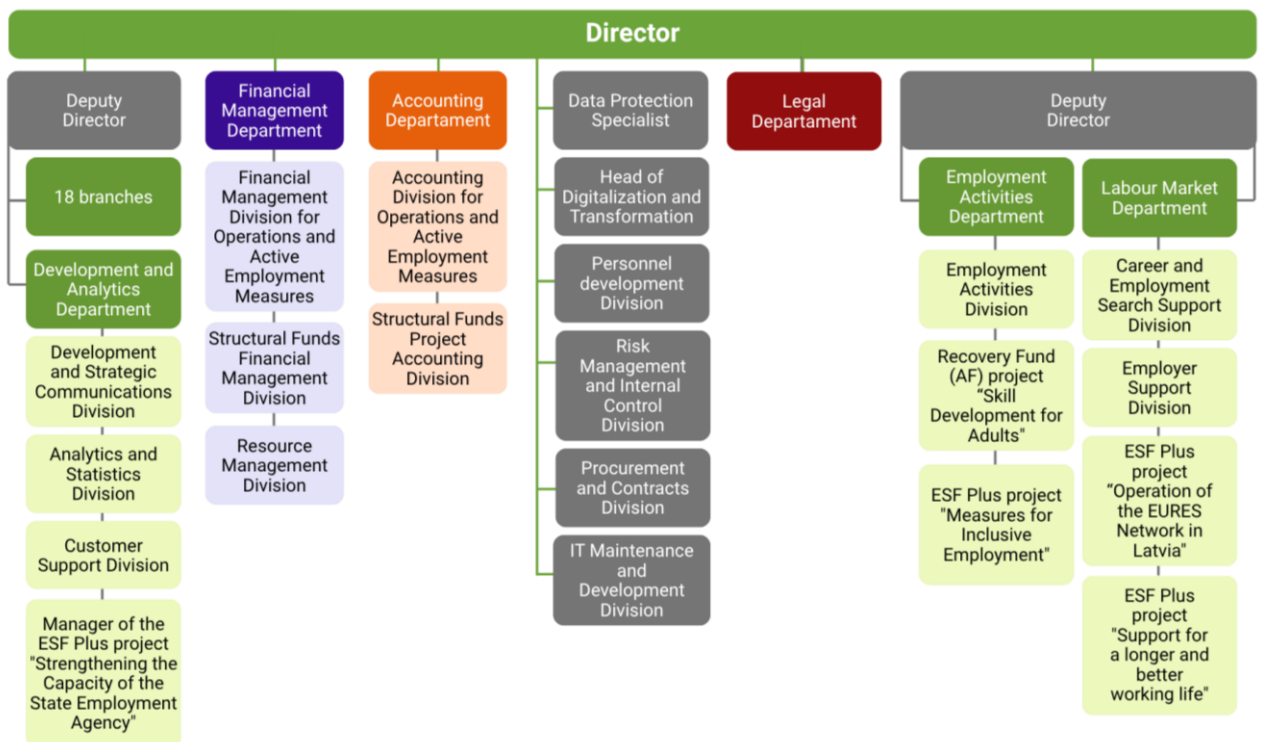 Director
Deputy
Director
18 branches
Development and
Analytics
Department
Development
and Strategic
Communications
Division
Analytics and
Statistics
Division
Customer
Support Division
Manager of the
ESF Plus project
"Strengthening the
Capacity of the
State Employment
Agency"
Financial
Management
Department
Financial
Management
Division for
Operations and
Active
Employment
Measures
Structural Funds
Financial
Management
Division
Resource
Management
Division
Accounting
Departament
Accounting
Division for
Operations and
Active
Employment
Measures
Structural Funds
Project
Accounting
Division
Data Protection
Specialist
Head of
Digitalization and
Transformation
Personnel
development
Division
Risk
Management
and Internal
Control
Division
Procurement
and Contracts
Division
IT Maintenance
and
Development
Division
Legal
Departament
Deputy
Director
Employment
Activities
Department
Employment
Activities
Division
Recovery Fund
(AF) project
“Skill
Development for
Adults"
ESF Plus project
"Measures for
Inclusive
Employment"
Labour Market
Department
Career and
Employment
Search Support
Division
Employer
Support
Division
ESF Plus
project
“Operation of
the EURES
Network in
Latvia"
ESF Plus
project
"Support for
a longer and
better
working life"